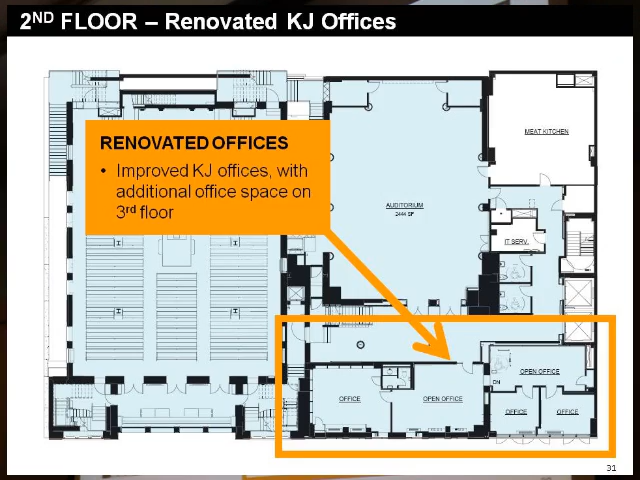 2ND FLOOR – Renovated KJ Offices
RENOVATED OFFICES
• Improved KJ offices, with
additional office space on
3rd floor
MEAT KITCHEN
AUDITORIUM
2444 SF
IT SERV.
OPEN OFFICE
DN
OFFICE
OPEN OFFICE
OFFICE
OFFICE
31